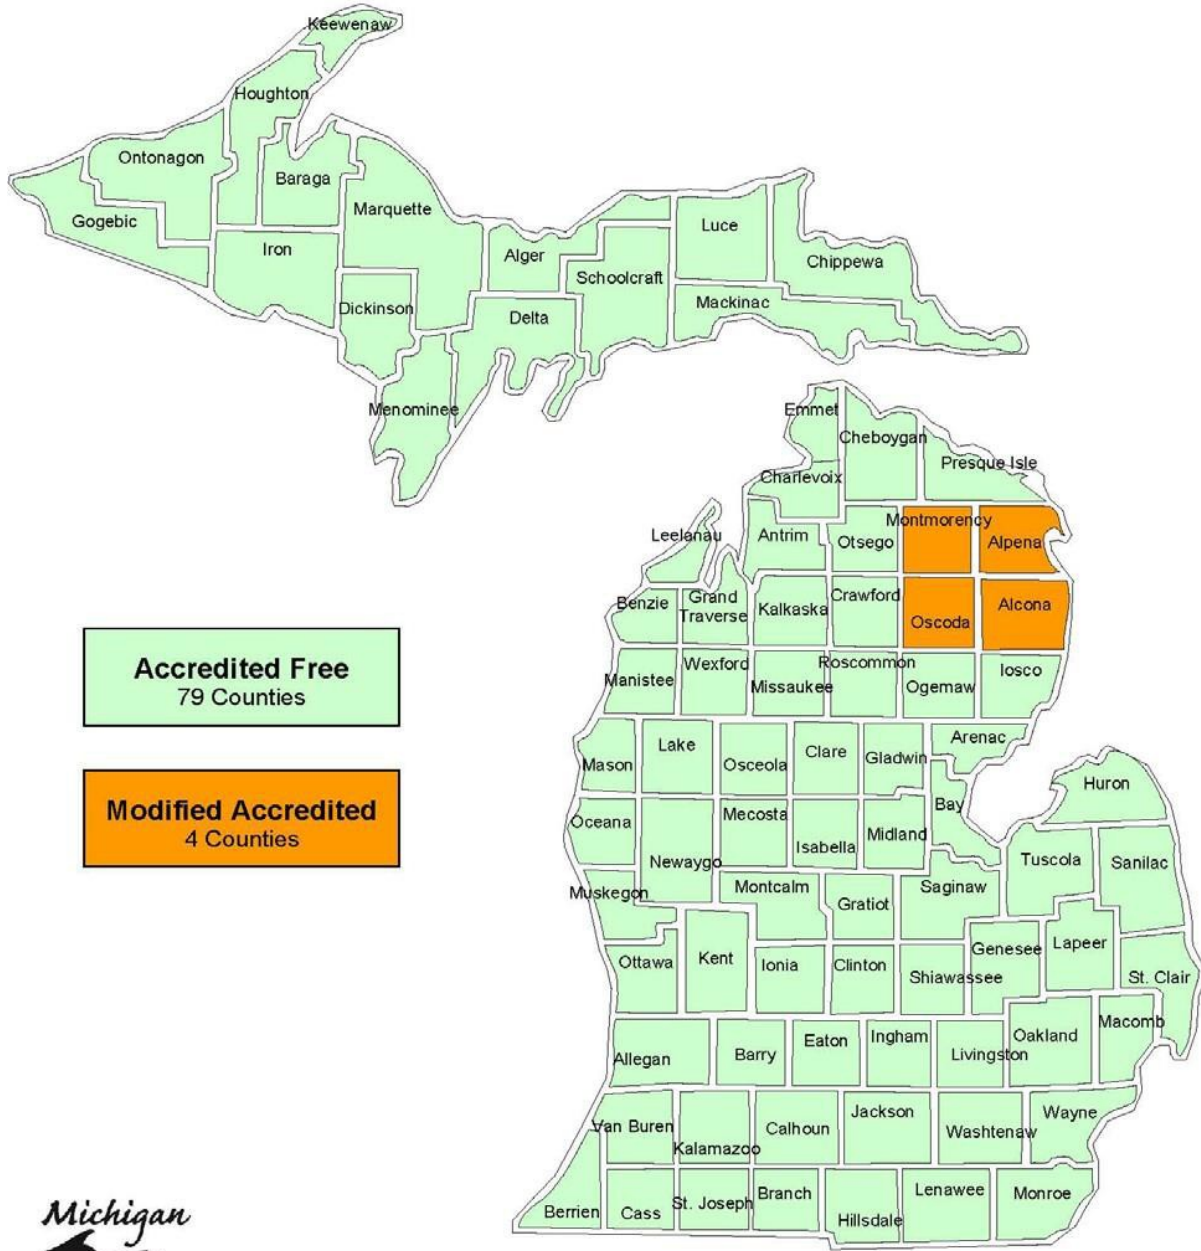 Keewenaw
Houghton
Ontonagon
Baraga
Marquette
Gogebic
Iron
Luce
Alger
Chippewa
Schoolcraft
Mackinac
Dickinson
Delta
Menominee
Emmet
Cheboygan
Presque Isle
Charlevoix
Montmorency
Leelanau
Antrim
Otsego
Alpena
Benzie
Grand
Traverse
Kalkaska
Crawford
Oscoda
Alcona
Manistee
Wexford
Missaukee
Roscommon
Ogemaw
Iosco
Accredited Free
79 Counties
Mason
Lake
Osceola
Clare
Gladwin
Arenac
Modified Accredited
4 Counties
Oceana
Newaygo
Mecosta
Isabella
Midland
Bay
Huron
Muskegon
Montcalm
Gratiot
Saginaw
Tuscola
Sanilac
Ottawa
Kent
Ionia
Clinton
Shiawassee
Genesee
Lapeer
St. Clair
Allegan
Barry
Eaton
Ingham
Livingston
Oakland
Macomb
Van Buren
Kalamazoo
Calhoun
Jackson
Washtenaw
Wayne
Berrien
Cass
St. Joseph
Branch
Hillsdale
Lenawee
Monroe
Michigan